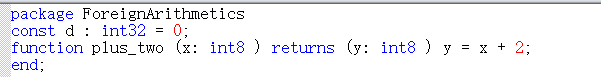 package ForeignArithmetics
const d : int32 = 0;
function plus_two (x: int8 ) returns (y: int8 ) y = x + 2;
end;